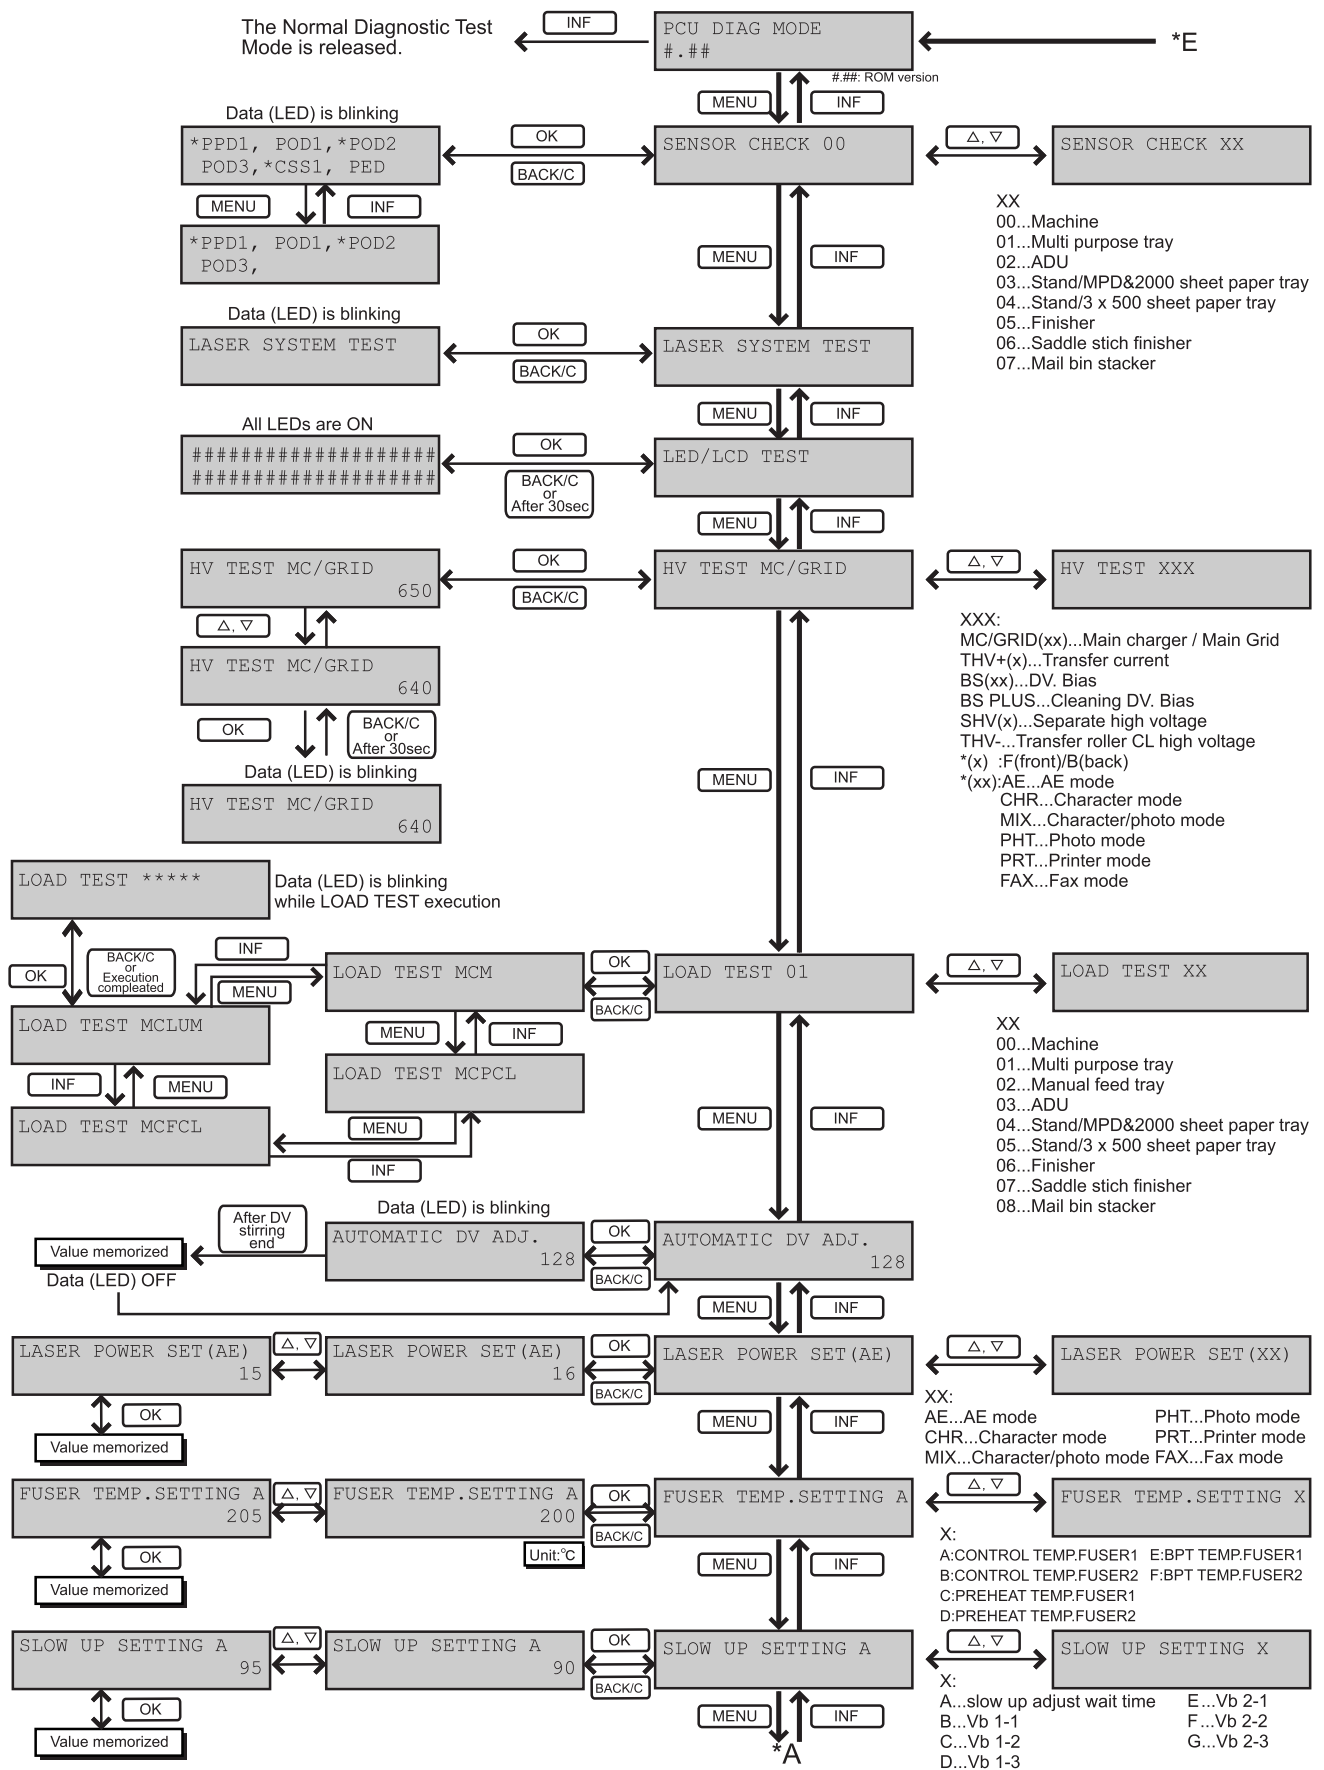 The Normal Diagnostic Test
Mode is released.
INF
PCU DIAG MODE
#.##
*E
#.##: ROM version
MENU
INF
Data (LED) is blinking
*PPD1, POD1,*POD2
POD3,*CSS1, PED
OK
BACK/C
SENSOR CHECK 00
△, ▽
SENSOR CHECK XX
MENU
INF
*PPD1, POD1,*POD2
POD3,
MENU
INF
XX
00...Machine
01...Multi purpose tray
02...ADU
03...Stand/MPD&2000 sheet paper tray
04...Stand/3 x 500 sheet paper tray
05...Finisher
06...Saddle stich finisher
07...Mail bin stacker
Data (LED) is blinking
LASER SYSTEM TEST
OK
BACK/C
LASER SYSTEM TEST
MENU
INF
All LEDs are ON
####################
####################
OK
BACK/C
or
After 30sec
LED/LCD TEST
MENU
INF
HV TEST MC/GRID
650
OK
BACK/C
HV TEST MC/GRID
△, ▽
HV TEST XXX
△, ▽
HV TEST MC/GRID
640
OK
BACK/C
or
After 30sec
Data (LED) is blinking
HV TEST MC/GRID
640
MENU
INF
XXX:
MC/GRID(xx)...Main charger / Main Grid
THV+(x)...Transfer current
BS(xx)...DV. Bias
BS PLUS...Cleaning DV. Bias
SHV(x)...Separate high voltage
THV-...Transfer roller CL high voltage
*(x) :F(front)/B(back)
*(xx):AE...AE mode
CHR...Character mode
MIX...Character/photo mode
PHT...Photo mode
PRT...Printer mode
FAX...Fax mode
LOAD TEST *****
Data (LED) is blinking
while LOAD TEST execution
OK
BACK/C
or
Execution
compleated
INF
MENU
LOAD TEST MCM
OK
BACK/C
LOAD TEST 01
△, ▽
LOAD TEST XX
LOAD TEST MCLUM
MENU
INF
LOAD TEST MCPCL
INF
MENU
LOAD TEST MCFCL
MENU
INF
MENU
INF
XX
00...Machine
01...Multi purpose tray
02...Manual feed tray
03...ADU
04...Stand/MPD&2000 sheet paper tray
05...Stand/3 x 500 sheet paper tray
06...Finisher
07...Saddle stich finisher
08...Mail bin stacker
Data (LED) is blinking
Value memorized
Data (LED) OFF
After DV
stirring
end
AUTOMATIC DV ADJ.
128
OK
BACK/C
AUTOMATIC DV ADJ.
128
MENU
INF
LASER POWER SET(AE)
15
△, ▽
LASER POWER SET(AE)
16
OK
BACK/C
LASER POWER SET(AE)
△, ▽
LASER POWER SET(XX)
OK
Value memorized
MENU
INF
XX:
AE...AE mode
CHR...Character mode
MIX...Character/photo mode
PHT...Photo mode
PRT...Printer mode
FAX...Fax mode
FUSER TEMP.SETTING A
205
△, ▽
FUSER TEMP.SETTING A
200
Unit:℃
OK
BACK/C
FUSER TEMP.SETTING A
△, ▽
FUSER TEMP.SETTING X
OK
Value memorized
MENU
INF
X:
A:CONTROL TEMP.FUSER1
B:CONTROL TEMP.FUSER2
C:PREHEAT TEMP.FUSER1
D:PREHEAT TEMP.FUSER2
E:BPT TEMP.FUSER1
F:BPT TEMP.FUSER2
SLOW UP SETTING A
95
△, ▽
SLOW UP SETTING A
90
OK
BACK/C
SLOW UP SETTING A
△, ▽
SLOW UP SETTING X
OK
Value memorized
MENU
INF
*A
X:
A...slow up adjust wait time
B...Vb 1-1
C...Vb 1-2
D...Vb 1-3
E...Vb 2-1
F...Vb 2-2
G...Vb 2-3